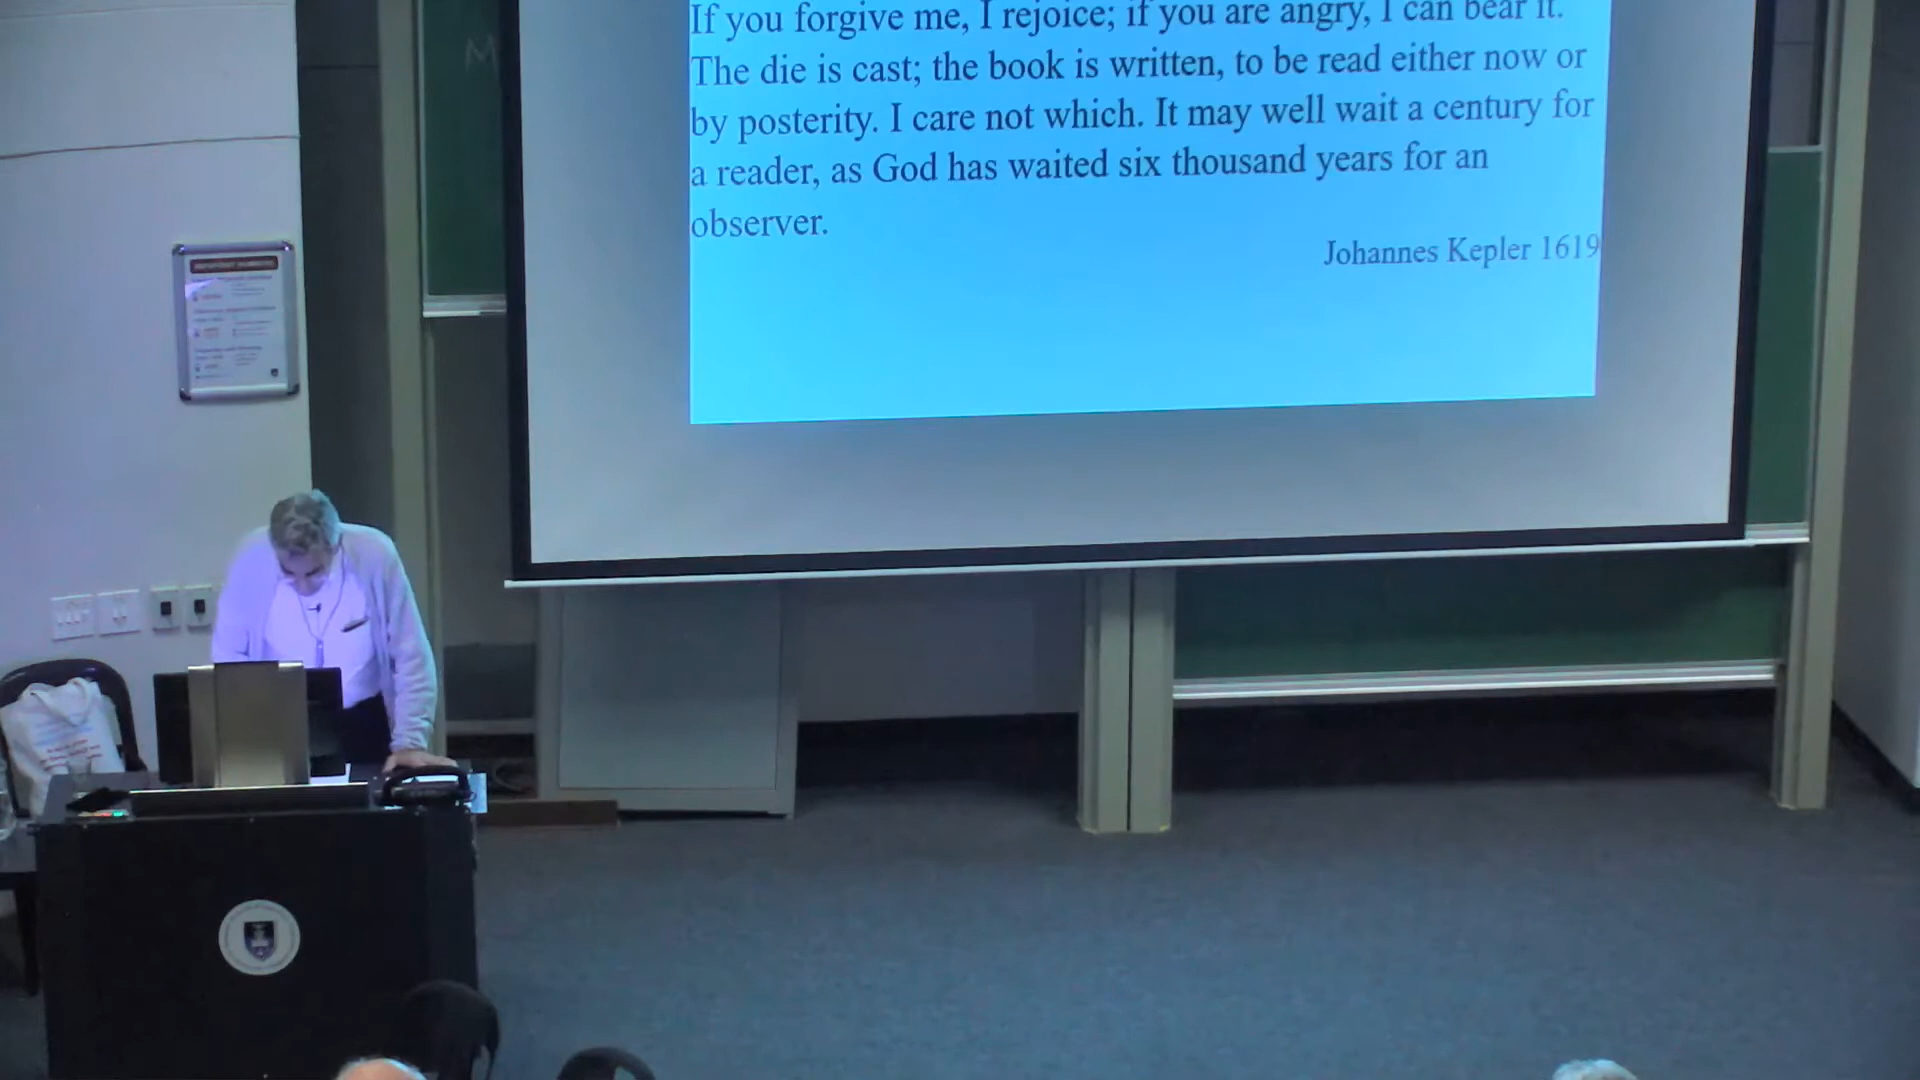 M
If you forgive me, I rejoice; if you are angry, I can bear it.
The die is cast; the book is written, to be read either now or
by posterity. I care not which. It may well wait a century for
a reader, as God has waited six thousand years for an
observer.
Johannes Kepler 1619